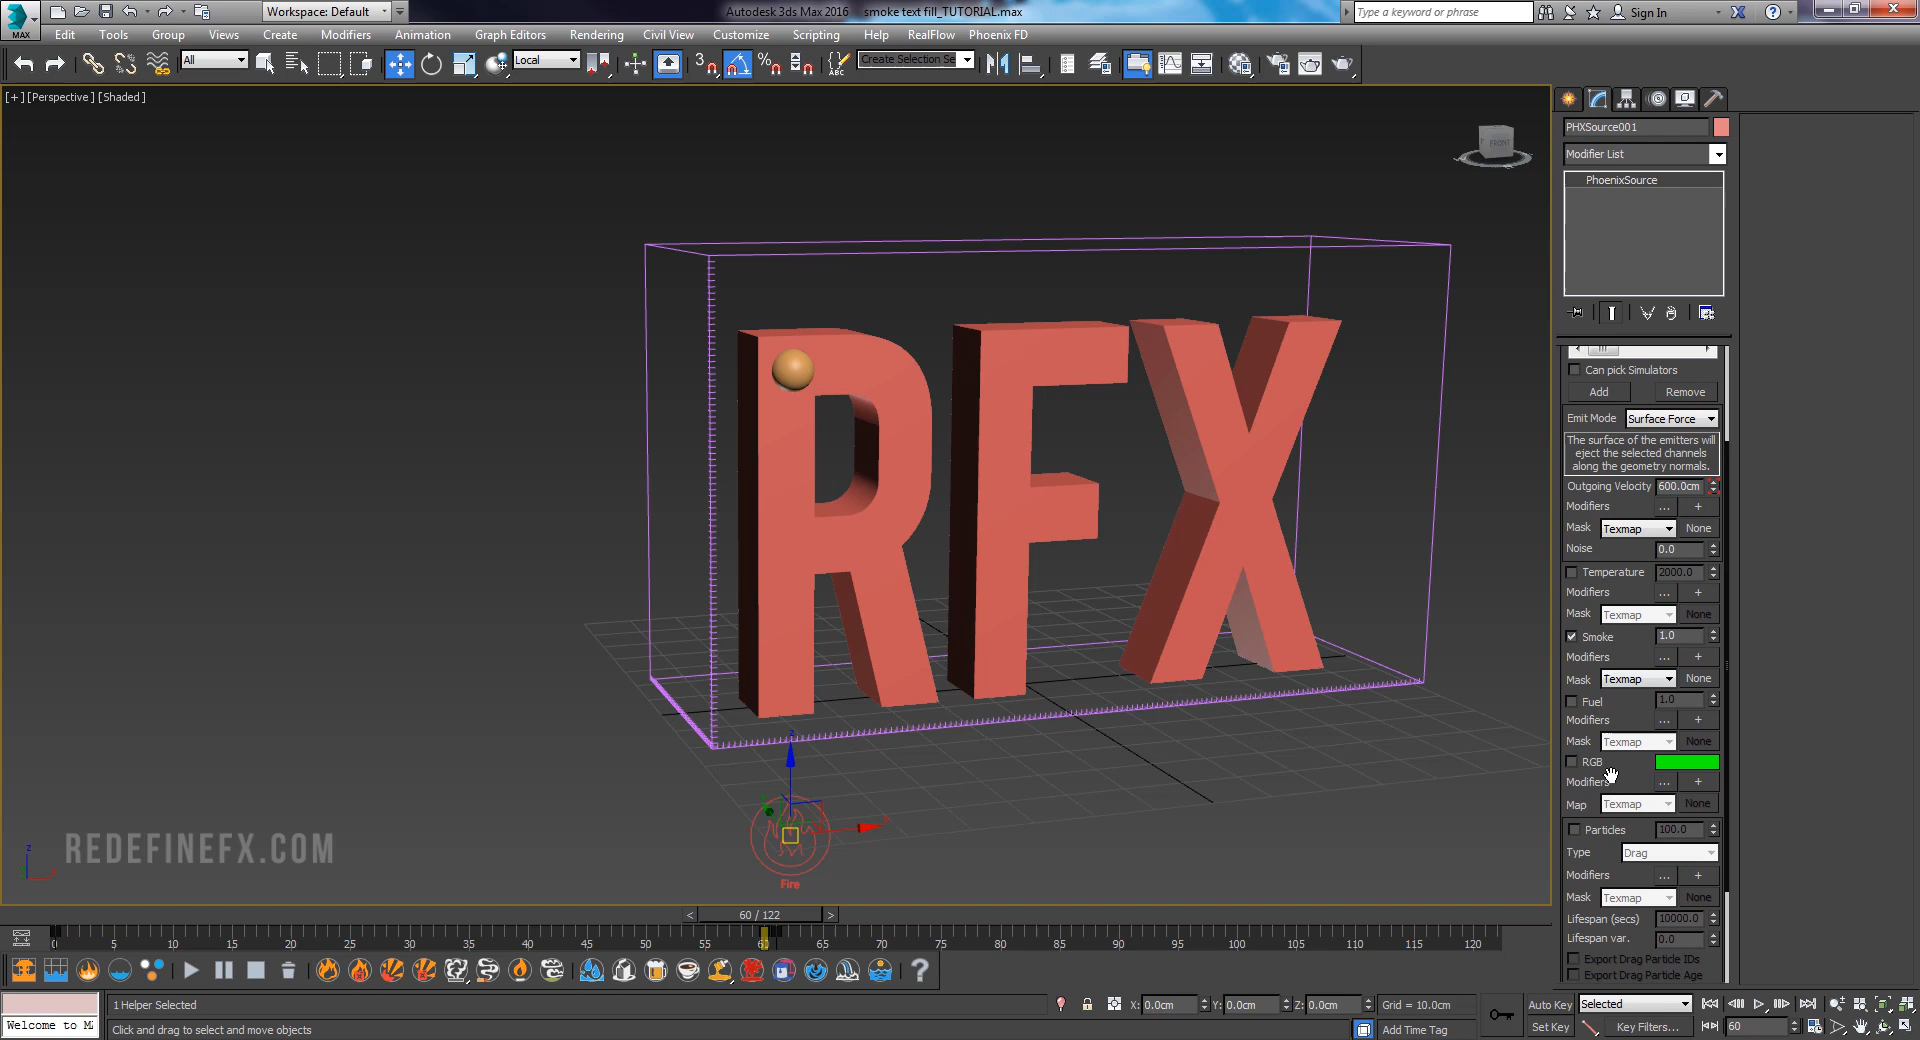 Workspace: Default
Autodesk 3ds Max 2016 smoke text fill_TUTORIAL.max
Type a keyword or phrase
Sign In
MAX
Edit Tools Group Views Create Modifiers Animation Graph Editors Rendering Civil View Customize Scripting Help RealFlow Phoenix FD
All
Local
3
%
ABC
Create Selection Se
[+] [Perspective] [Shaded]
FRONT
RFX
REDEFINEFX.COM
Fire
z
x
z
PHXSource001
Modifier List
PhoenixSource
Can pick Simulators
Add Remove
Emit Mode Surface Force
The surface of the emitters will
eject the selected channels
along the geometry normals.
Outgoing Velocity 600.0cm
Modifiers ... +
Mask Texmap None
Noise 0.0
Temperature 2000.0
Modifiers ... +
Mask Texmap None
Smoke 1.0
Modifiers ... +
Mask Texmap None
Fuel 1.0
Modifiers ... +
Mask Texmap None
RGB
Modifiers ... +
Map Texmap None
Particles 100.0
Type Drag
Modifiers ... +
Mask Texmap None
Lifespan (secs) 10000.0
Lifespan var. 0.0
Export Drag Particle IDs
Export Drag Particle Age
< 60 / 122 >
0 5 10 15 20 25 30 35 40 45 50 55 60 65 70 75 80 85 90 95 100 105 110 115 120
?
1 Helper Selected
X: 0.0cm Y: 0.0cm Z: 0.0cm Grid = 10.0cm
Auto Key Selected
Welcome to M
Click and drag to select and move objects
Add Time Tag
Set Key Key Filters...
60